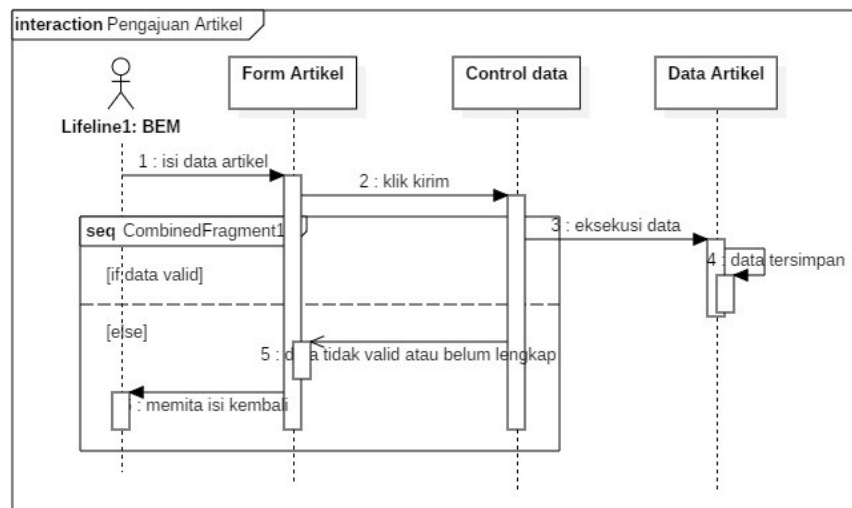 interaction Pengajuan Artikel
Form Artikel
Control data
Data Artikel
Lifeline1: BEM
1 : isi data artikel
2 : klik kirim
seq CombinedFragment1
3 : eksekusi data
[if data valid]
4 : data tersimpan
[else]
5 : data tidak valid atau belum lengkap
: memita isi kembali